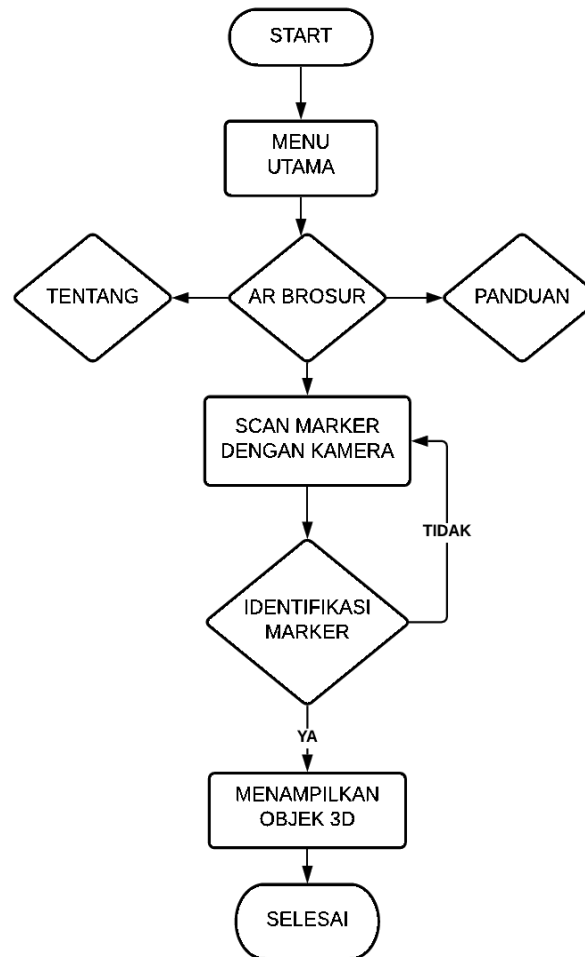 START
MENU
UTAMA
TENTANG
AR BROSUR
PANDUAN
SCAN MARKER
DENGAN KAMERA
TIDAK
IDENTIFIKASI
MARKER
YA
MENAMPILKAN
OBJEK 3D
SELESAI